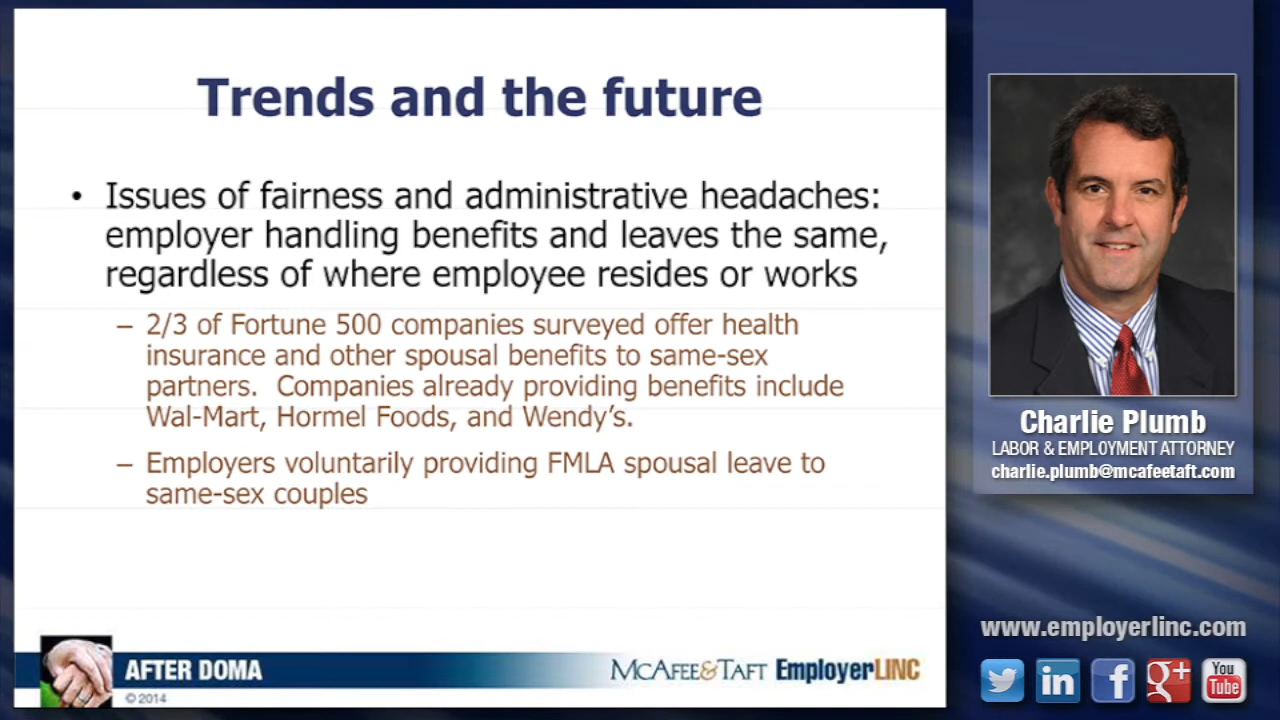 Trends and the future
• Issues of fairness and administrative headaches:
employer handling benefits and leaves the same,
regardless of where employee resides or works
– 2/3 of Fortune 500 companies surveyed offer health
insurance and other spousal benefits to same-sex
partners.  Companies already providing benefits include
Wal-Mart, Hormel Foods, and Wendy's.
– Employers voluntarily providing FMLA spousal leave to
same-sex couples
AFTER DOMA
MCAFEE&TAFT EmployerLINC
© 2014
Charlie Plumb
LABOR & EMPLOYMENT ATTORNEY
charlie.plumb@mcafeetaft.com
www.employerlinc.com
in f g+ You
Tube